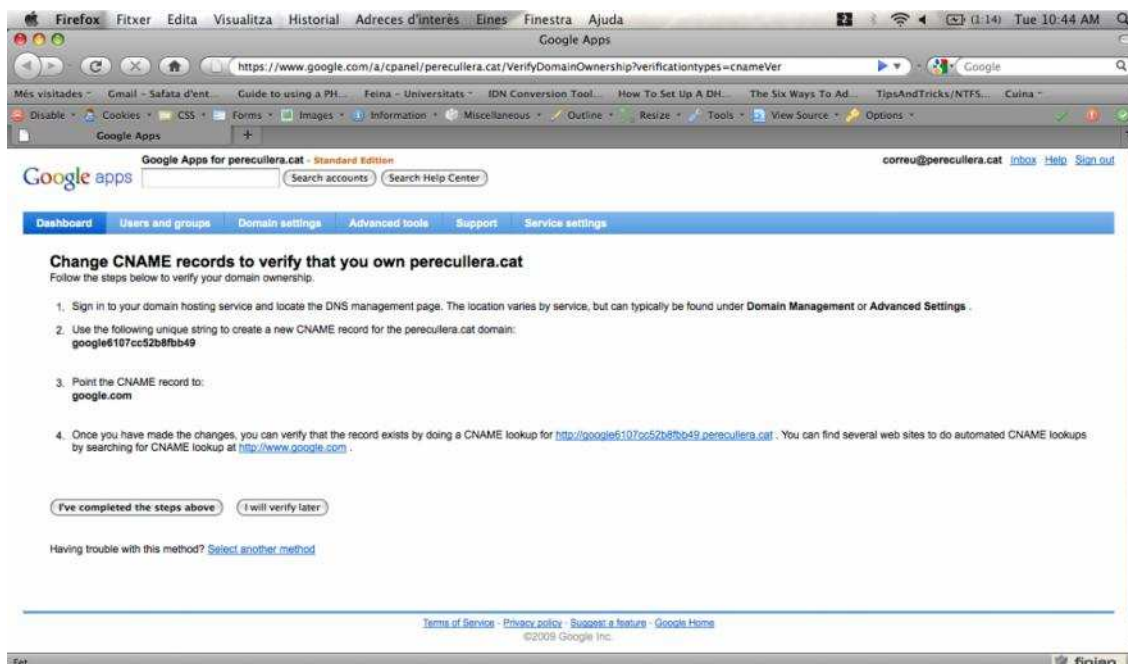 Firefox Fitxer Edita Visualitza Historial Adreces d'interès Eines Finestra Ajuda (1:14) Tue 10:44 AM
Google Apps
https://www.google.com/a/cpanel/perecullera.cat/VerifyDomainOwnership?verificationtypes=cnameVer Google
Més visitades Gmail - Safata d'ent... Guide to using a PH... Feina - Universitats IDN Conversion Tool... How To Set Up A DH... The Six Ways To Ad... TipsAndTricks/NTFS... Cuina
Disable Cookies CSS Forms Images Information Miscellaneous Outline Resize Tools View Source Options
Google Apps +
Google Apps for perecullera.cat - Standard Edition correu@perecullera.cat Inbox Help Sign out
Google apps Search accounts Search Help Center
Dashboard Users and groups Domain settings Advanced tools Support Service settings
Change CNAME records to verify that you own perecullera.cat
Follow the steps below to verify your domain ownership.
1. Sign in to your domain hosting service and locate the DNS management page. The location varies by service, but can typically be found under Domain Management or Advanced Settings .
2. Use the following unique string to create a new CNAME record for the perecullera.cat domain:
google6107cc52b8fbb49
3. Point the CNAME record to:
google.com
4. Once you have made the changes, you can verify that the record exists by doing a CNAME lookup for http://google6107cc52b8fbb49.perecullera.cat . You can find several web sites to do automated CNAME lookups
by searching for CNAME lookup at http://www.google.com .
I've completed the steps above I will verify later
Having trouble with this method? Select another method
Terms of Service - Privacy policy - Suggest a feature - Google Home
©2009 Google Inc.
Fet finjan